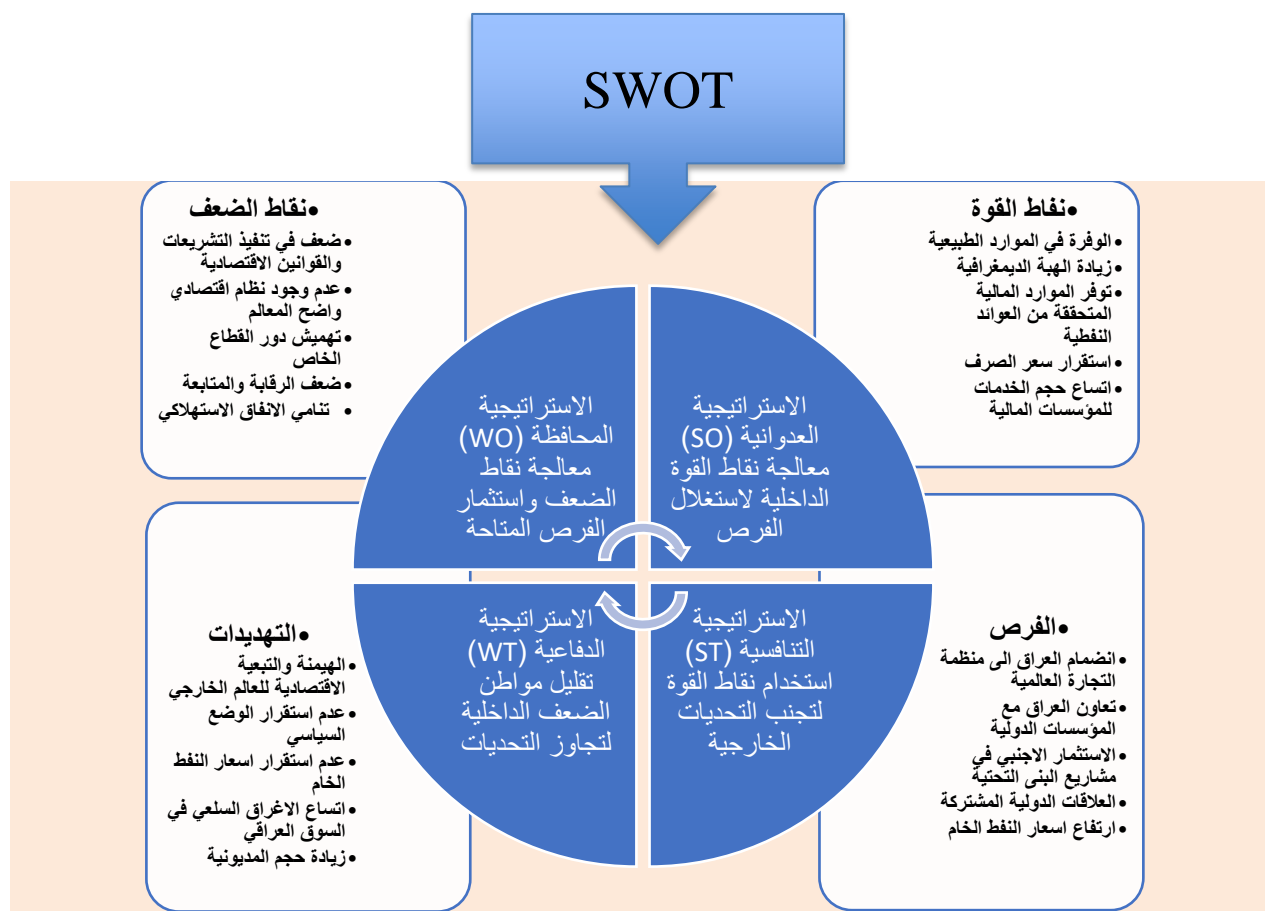 SWOT
•نفاط القوة
•الوفرة في الموارد الطبيعية
•زيادة الهبة الديمغرافية
•توفر الموارد المالية
المتحققة من العوائد
النفطية
•استقرار سعر الصرف
•اتساع حجم الخدمات
للمؤسسات المالية
•نقاط الضعف
•ضعف في تنفيذ التشريعات
والقوانين الاقتصادية
•عدم وجود نظام اقتصادي
واضح المعالم
•تهميش دور القطاع
الخاص
•ضعف الرقابة والمتابعة
• تنامي الانفاق الاستهلاكي
الاستراتيجية
العدوانية (SO)
معالجة نقاط القوة
الداخلية لاستغلال
الفرص
الاستراتيجية
المحافظة (WO)
معالجة نقاط
الضعف واستثمار
الفرص المتاحة
الاستراتيجية
التنافسية (ST)
استخدام نقاط القوة
لتجنب التحديات
الخارجية
الاستراتيجية
الدفاعية (WT)
تقليل مواطن
الضعف الداخلية
لتجاوز التحديات
•الفرص
•انضمام العراق الى منظمة
التجارة العالمية
•تعاون العراق مع
المؤسسات الدولية
•الاستثمار الاجنبي في
مشاريع البنى التحتية
•العلاقات الدولية المشتركة
•ارتفاع اسعار النفط الخام
•التهديدات
•الهيمنة والتبعية
الاقتصادية للعالم الخارجي
•عدم استقرار الوضع
السياسي
•عدم استقرار اسعار النفط
الخام
•اتساع الاغراق السلعي في
السوق العراقي
•زيادة حجم المديونية